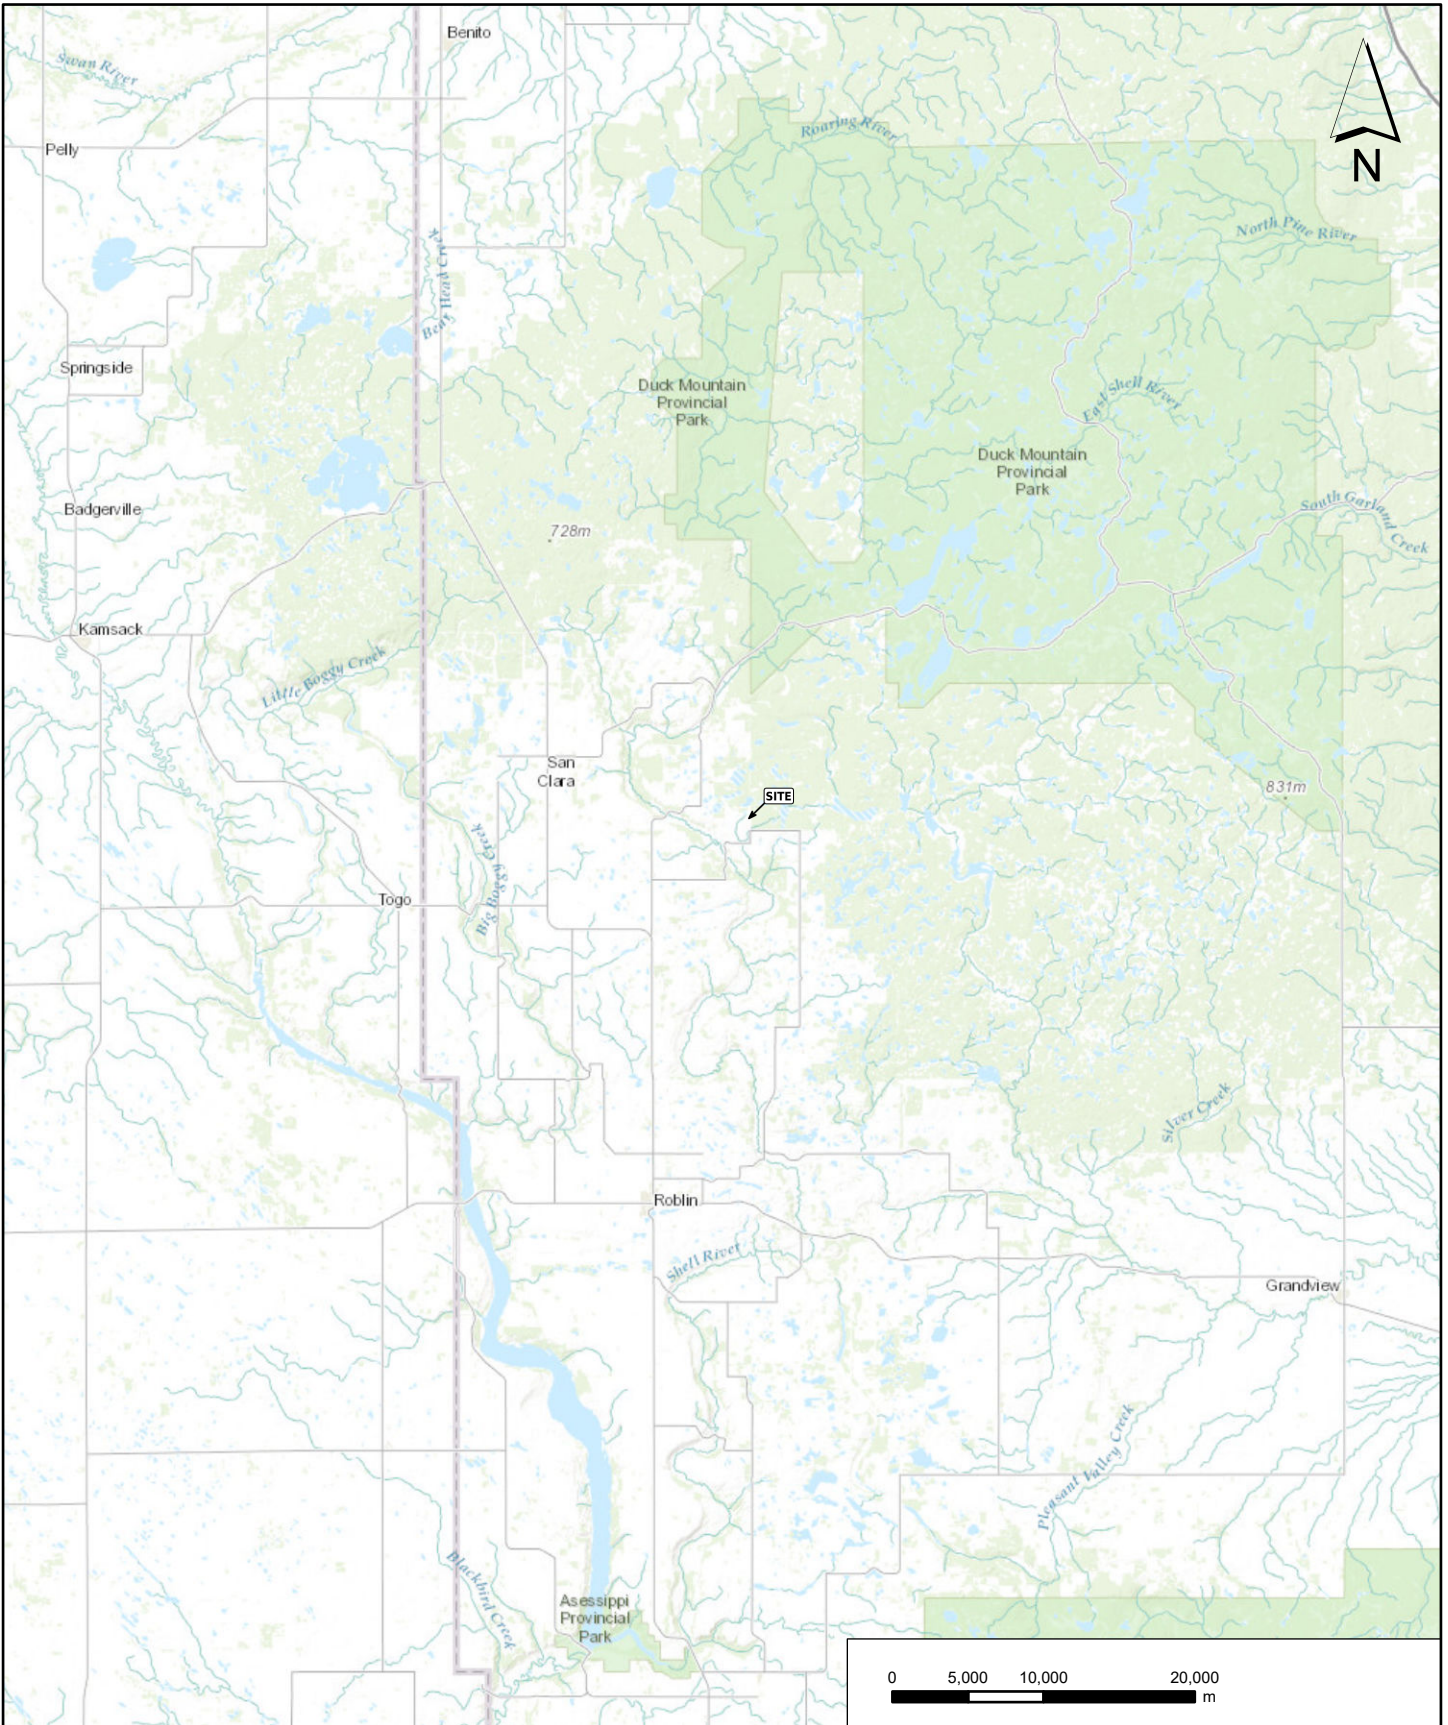 Benito
Swan River
Roaring River
Pelly
N
North Pine River
Bear Head Creek
Springside
Duck Mountain
Provincial
Park
East Shell River
Duck Mountain
Provincial
Park
Badgerville
South Garland Creek
728m
Kamsack
Little Boggy Creek
San
Clara
831m
SITE
Big Boggy Creek
Togo
Silver Creek
Roblin
Shell River
Grandview
Pleasant Valley Creek
Blackbird Creek
Asessippi
Provincial
Park
0 5,000 10,000 20,000
m